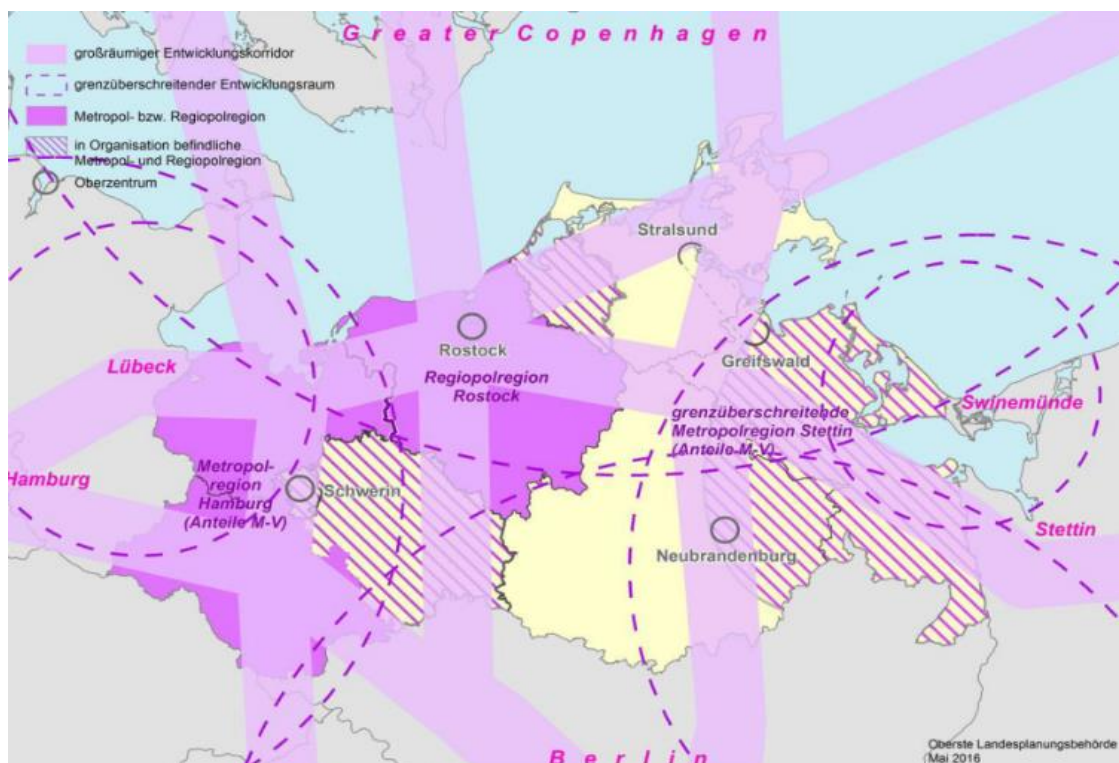 Greater Copenhagen
großräumiger Entwicklungskorridor
grenzüberschreitender Entwicklungsraum
Metropol- bzw. Regiopolregion
in Organisation befindliche
Metropol- und Regiopolregion
Oberzentrum
Stralsund
Rostock
Greifswald
Lübeck
Regiopolregion
Rostock
Swinemünde
grenzüberschreitende
Metropolregion Stettin
(Anteile M-V)
Hamburg
Metropol-
region
Hamburg
(Anteile M-V)
Schwerin
Stettin
Neubrandenburg
Berlin
Oberste Landesplanungsbehörde
Mai 2016